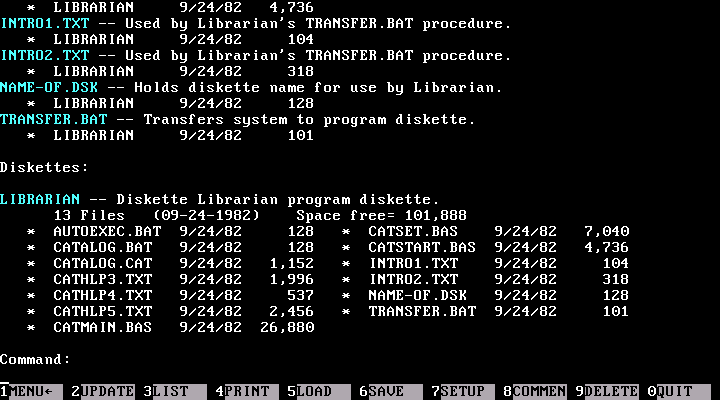 * LIBRARIAN 9/24/82 4,736
INTRO1.TXT -- Used by Librarian's TRANSFER.BAT procedure.
* LIBRARIAN 9/24/82 104
INTRO2.TXT -- Used by Librarian's TRANSFER.BAT procedure.
* LIBRARIAN 9/24/82 318
NAME-OF.DSK -- Holds diskette name for use by Librarian.
* LIBRARIAN 9/24/82 128
TRANSFER.BAT -- Transfers system to program diskette.
* LIBRARIAN 9/24/82 101
Diskettes:
LIBRARIAN -- Diskette Librarian program diskette.
13 Files (09-24-1982) Space free= 101,888
* AUTOEXEC.BAT 9/24/82 128 * CATSET.BAS 9/24/82 7,040
* CATALOG.BAT 9/24/82 128 * CATSTART.BAS 9/24/82 4,736
* CATALOG.CAT 9/24/82 1,152 * INTRO1.TXT 9/24/82 104
* CATHLP3.TXT 9/24/82 1,996 * INTRO2.TXT 9/24/82 318
* CATHLP4.TXT 9/24/82 537 * NAME-OF.DSK 9/24/82 128
* CATHLP5.TXT 9/24/82 2,456 * TRANSFER.BAT 9/24/82 101
* CATMAIN.BAS 9/24/82 26,880
Command:
1MENU← 2UPDATE 3LIST 4PRINT 5LOAD 6SAVE 7SETUP 8COMMEN 9DELETE 0QUIT